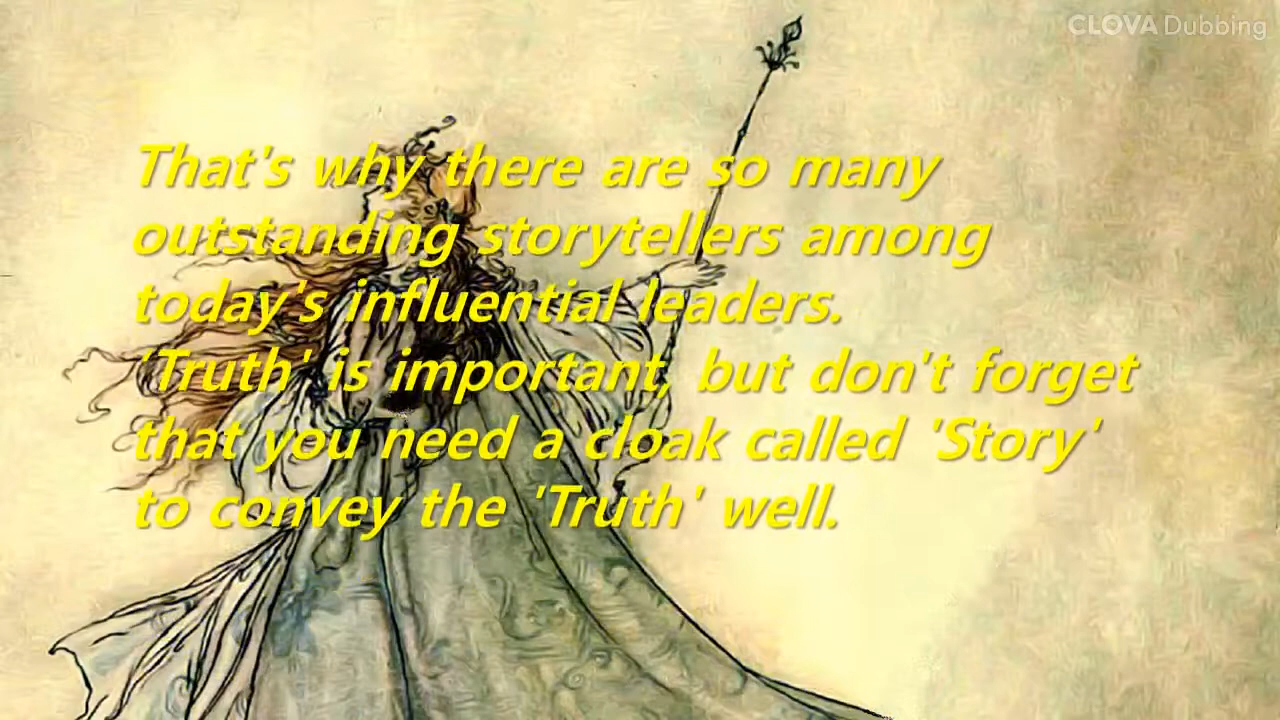 CLOVA Dubbing
That's why there are so many
outstanding storytellers among
today's influential leaders.
'Truth' is important, but don't forget
that you need a cloak called 'Story'
to convey the 'Truth' well.